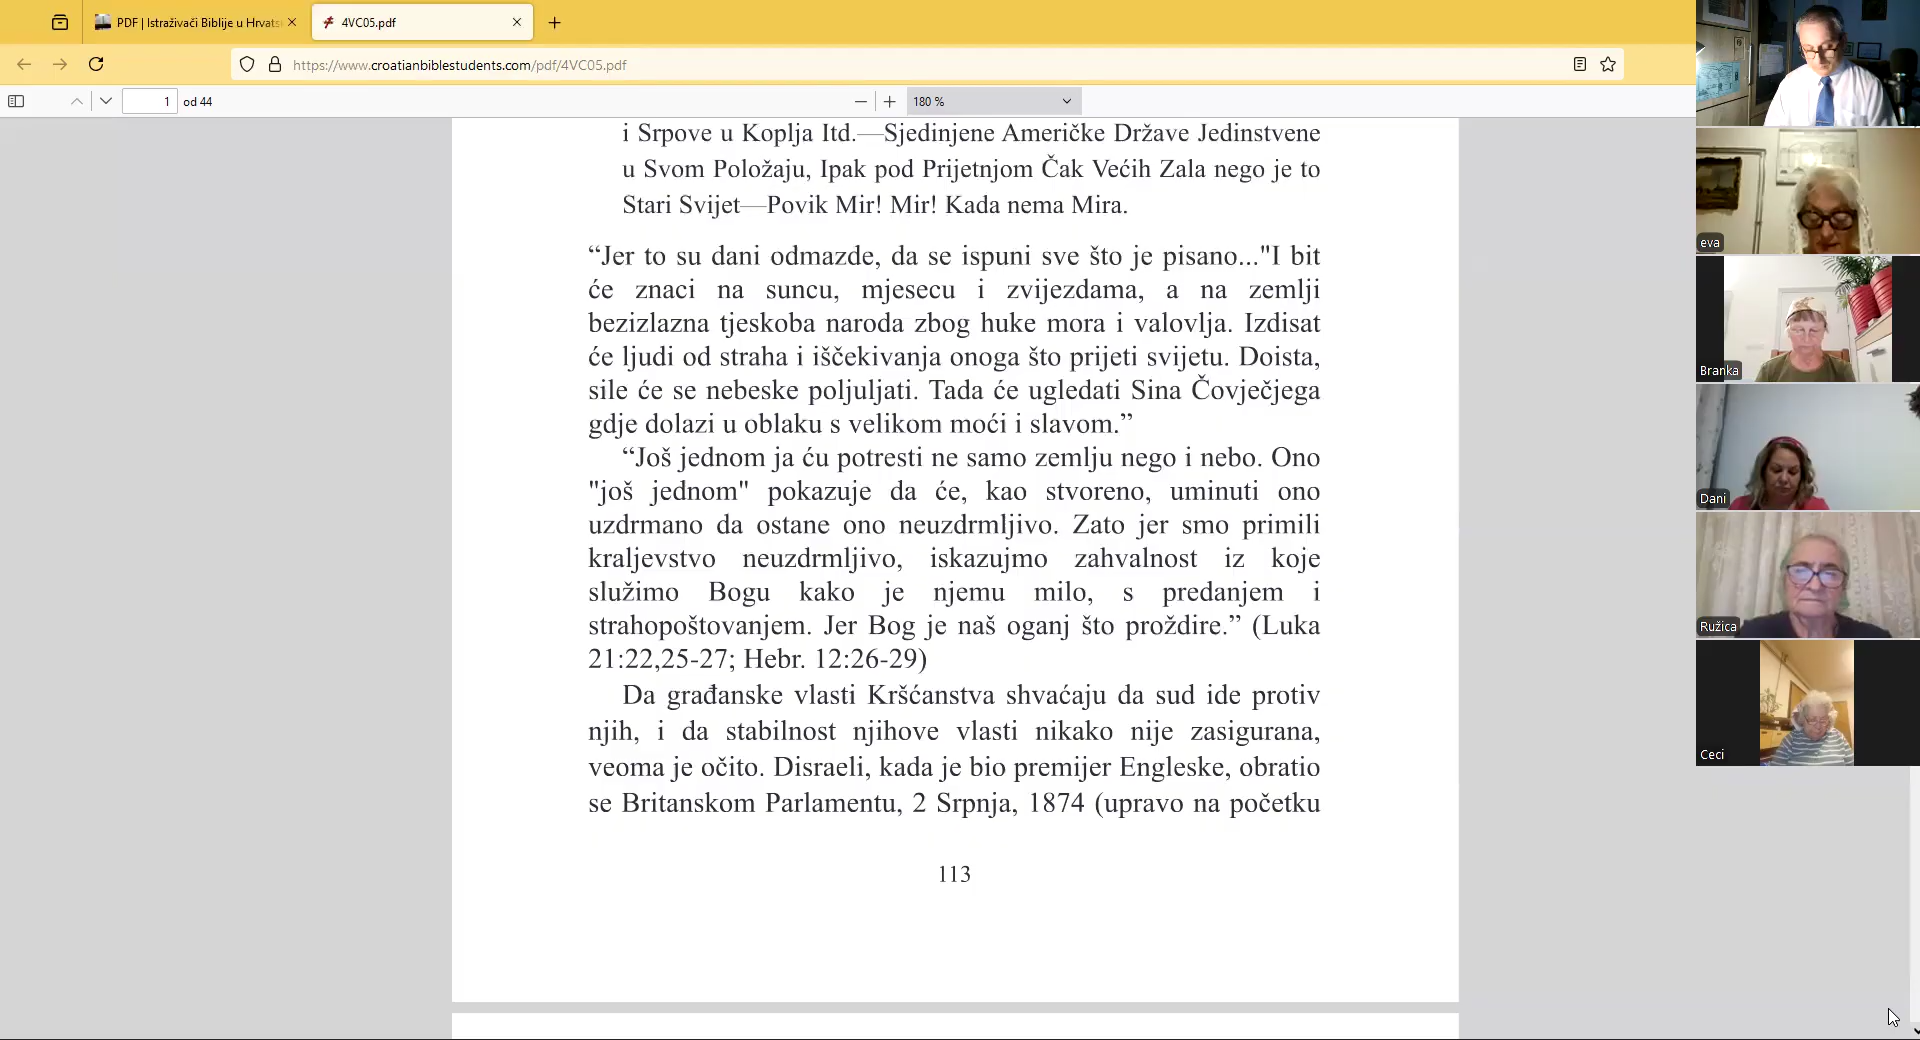 PDF | Istraživači Biblije u Hrvats
4VC05.pdf
https://www.croatianbiblestudents.com/pdf/4VC05.pdf
1 od 44
180 %
i Srpove u Koplja Itd.—Sjedinjene Američke Države Jedinstvene
u Svom Položaju, Ipak pod Prijetnjom Čak Većih Zala nego je to
Stari Svijet—Povik Mir! Mir! Kada nema Mira.
“Jer to su dani odmazde, da se ispuni sve što je pisano..."I bit
će znaci na suncu, mjesecu i zvijezdama, a na zemlji
bezizlazna tjeskoba naroda zbog huke mora i valovlja. Izdisat
će ljudi od straha i iščekivanja onoga što prijeti svijetu. Doista,
sile će se nebeske poljuljati. Tada će ugledati Sina Čovječjega
gdje dolazi u oblaku s velikom moći i slavom.”
“Još jednom ja ću potresti ne samo zemlju nego i nebo. Ono
"još jednom" pokazuje da će, kao stvoreno, uminuti ono
uzdrmano da ostane ono neuzdrmljivo. Zato jer smo primili
kraljevstvo neuzdrmljivo, iskazujmo zahvalnost iz koje
služimo Bogu kako je njemu milo, s predanjem i
strahopoštovanjem. Jer Bog je naš oganj što proždire.” (Luka
21:22,25-27; Hebr. 12:26-29)
Da građanske vlasti Kršćanstva shvaćaju da sud ide protiv
njih, i da stabilnost njihove vlasti nikako nije zasigurana,
veoma je očito. Disraeli, kada je bio premijer Engleske, obratio
se Britanskom Parlamentu, 2 Srpnja, 1874 (upravo na početku
113
eva
Branka
Dani
Ružica
Ceci